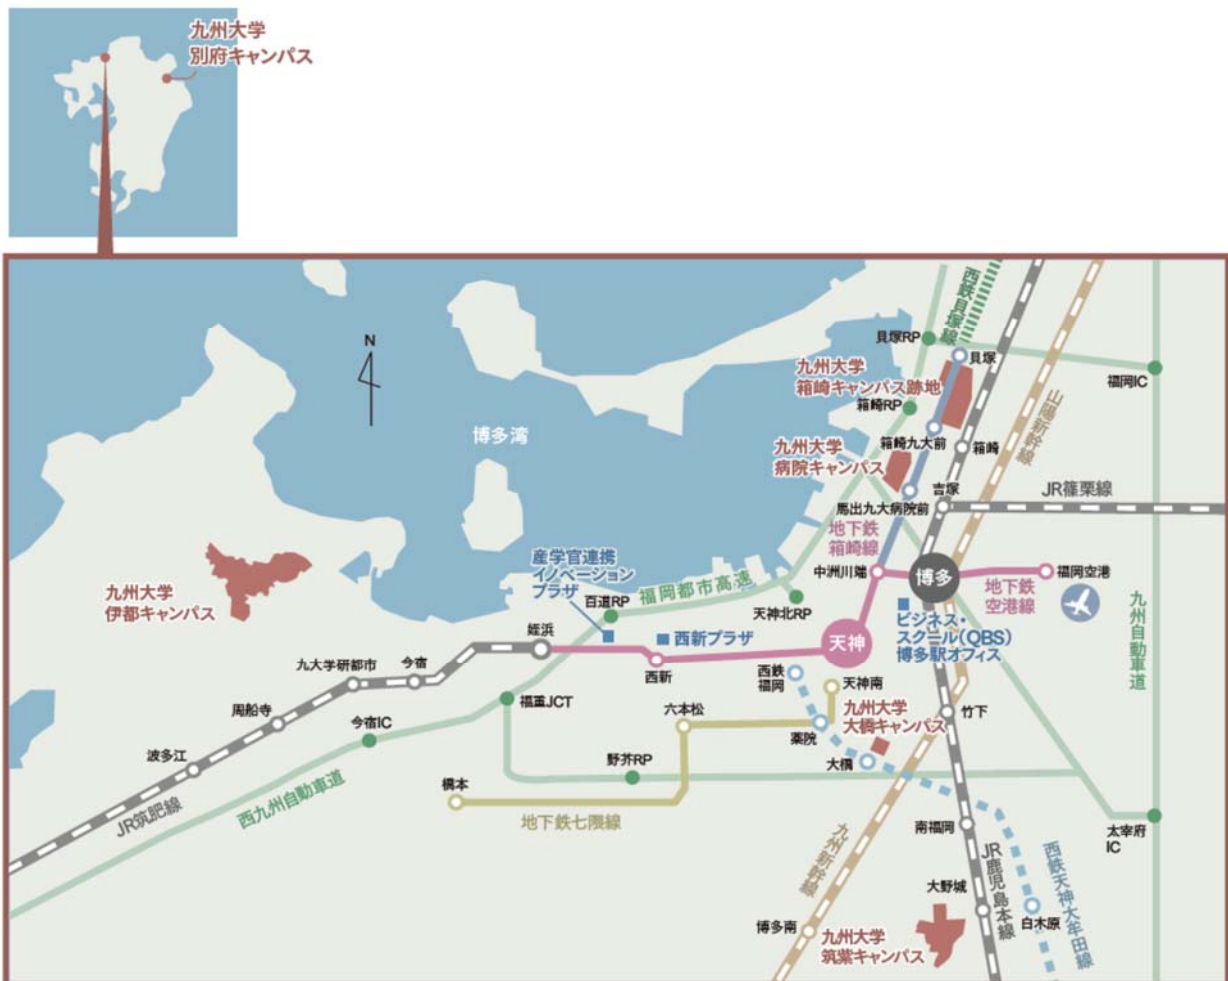 九州大学
別府キャンパス
西鉄貝塚線
貝塚RP
貝塚
九州大学
箱崎キャンパス跡地
福岡IC
箱崎RP
山陽新幹線
N
博多湾
箱崎九大前
箱崎
九州大学
病院キャンパス
吉塚
JR篠栗線
馬出九大病院前
地下鉄
箱崎線
産学官連携
イノベーション
プラザ
福岡都市高速
中洲川端
博多
地下鉄
空港線
福岡空港
九州大学
伊都キャンパス
百道RP
天神北RP
九州自動車道
ビジネス・
スクール(QBS)
博多駅オフィス
姪浜
西新プラザ
天神
九大学研都市
今宿
西新
西鉄
福岡
天神南
周船寺
今宿IC
福重JCT
六本松
九州大学
大橋キャンパス
竹下
薬院
波多江
野芥RP
大橋
橋本
JR筑肥線
西九州自動車道
地下鉄七隈線
九州新幹線
南福岡
太宰府
IC
JR鹿児島本線
西鉄天神大牟田線
大野城
白木原
博多南
九州大学
筑紫キャンパス